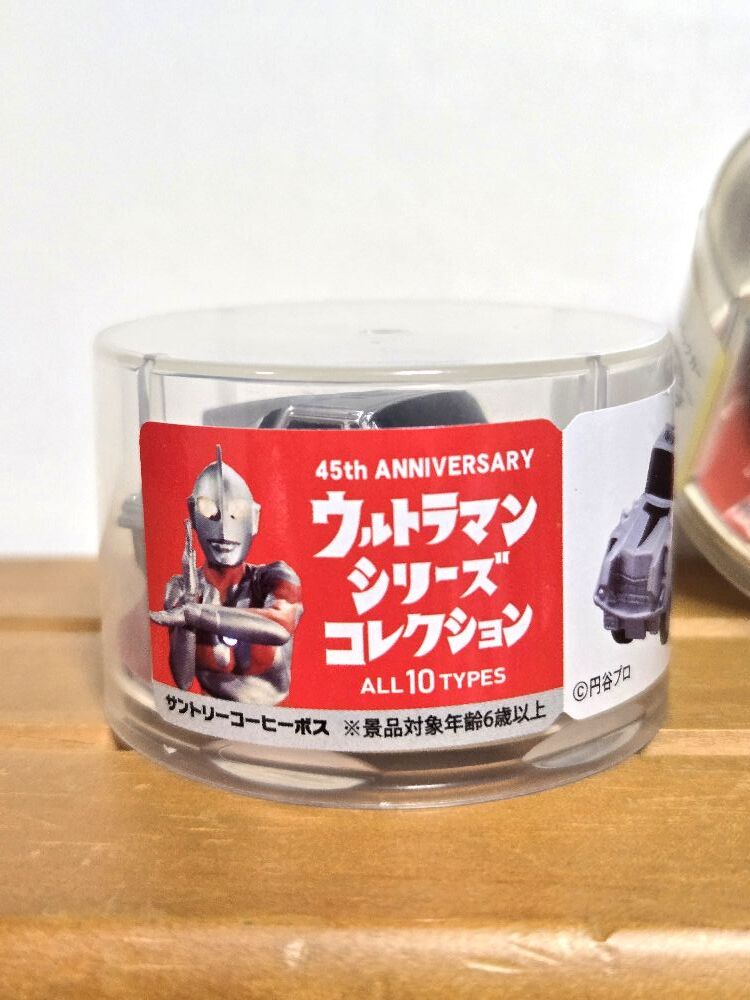 45th ANNIVERSARY
ウルトラマン
シリーズ
コレクション
ALL 10 TYPES
サントリーコーヒーボス ※景品対象年齢6歳以上
©円谷プロ